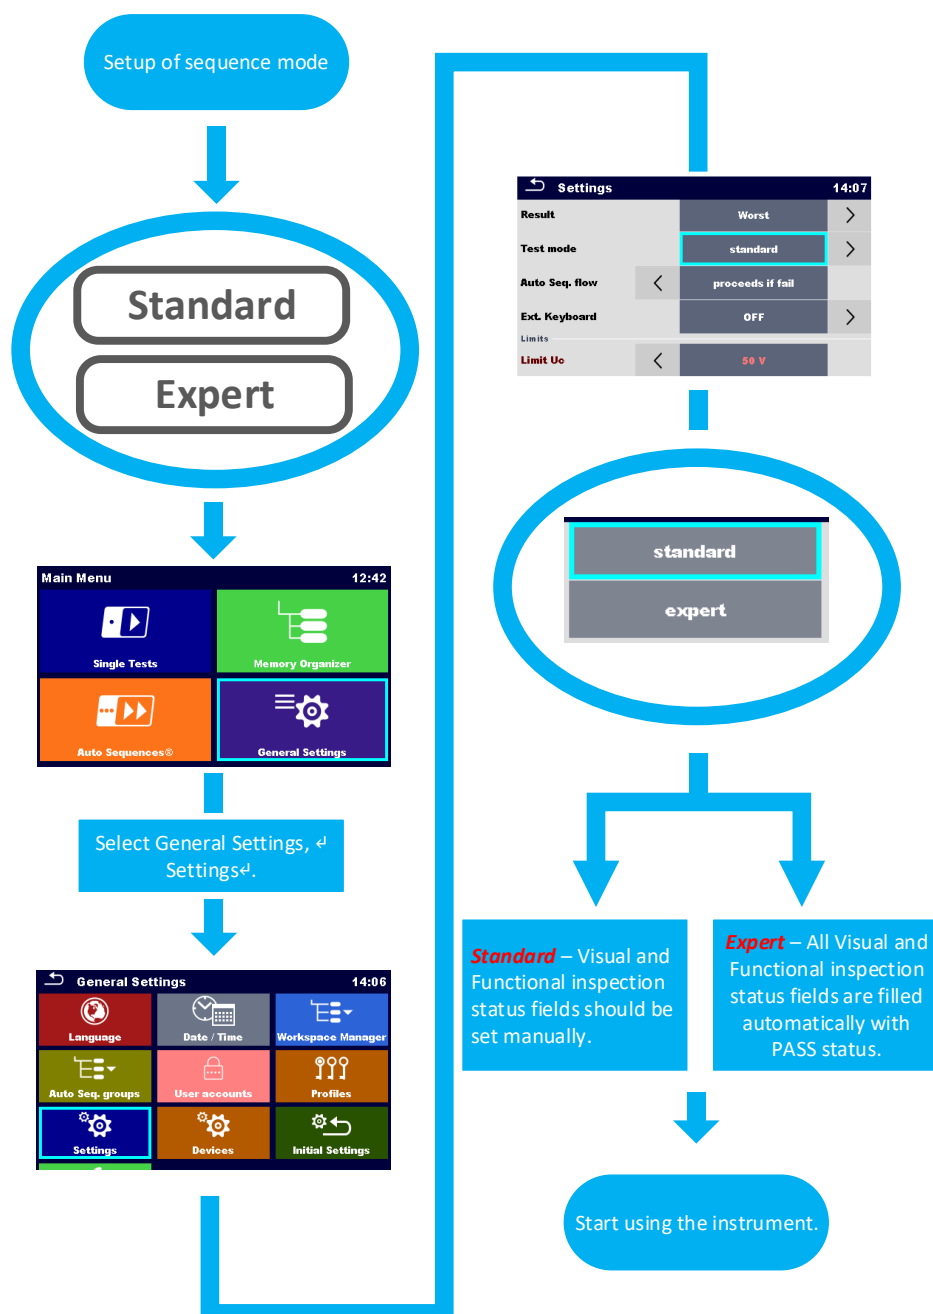 Setup of sequence mode
Standard
Expert
Main Menu 12:42
Single Tests
Memory Organizer
Auto Sequences®
General Settings
Select General Settings, ↵
Settings↵.
General Settings 14:06
Language
Date / Time
Workspace Manager
Auto Seq. groups
User accounts
Profiles
Settings
Devices
Initial Settings
Settings 14:07
Result Worst >
Test mode standard >
Auto Seq. flow < proceeds if fail
Ext. Keyboard OFF >
Limits
Limit Uc < 50 V
standard
expert
Standard – Visual and
Functional inspection
status fields should be
set manually.
Expert – All Visual and
Functional inspection
status fields are filled
automatically with
PASS status.
Start using the instrument.